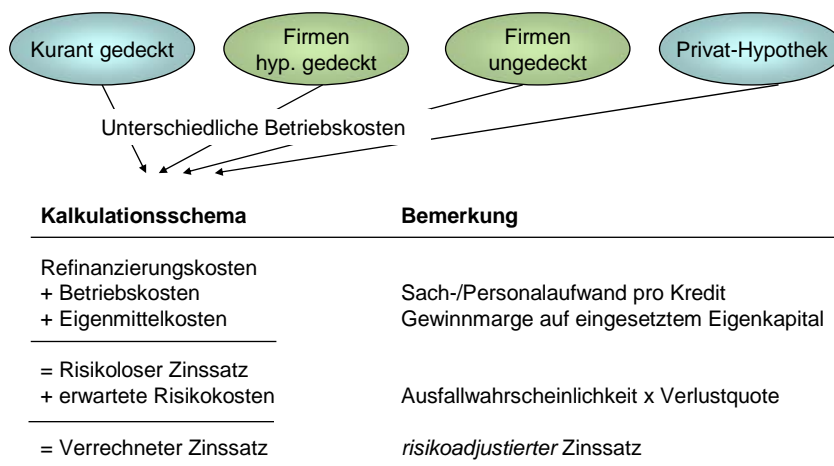 Kurant gedeckt
Firmen
hyp. gedeckt
Firmen
ungedeckt
Privat-Hypothek
Unterschiedliche Betriebskosten
Kalkulationsschema Bemerkung
Refinanzierungskosten
+ Betriebskosten Sach-/Personalaufwand pro Kredit
+ Eigenmittelkosten Gewinnmarge auf eingesetztem Eigenkapital
= Risikoloser Zinssatz
+ erwartete Risikokosten Ausfallwahrscheinlichkeit x Verlustquote
= Verrechneter Zinssatz risikoadjustierter Zinssatz